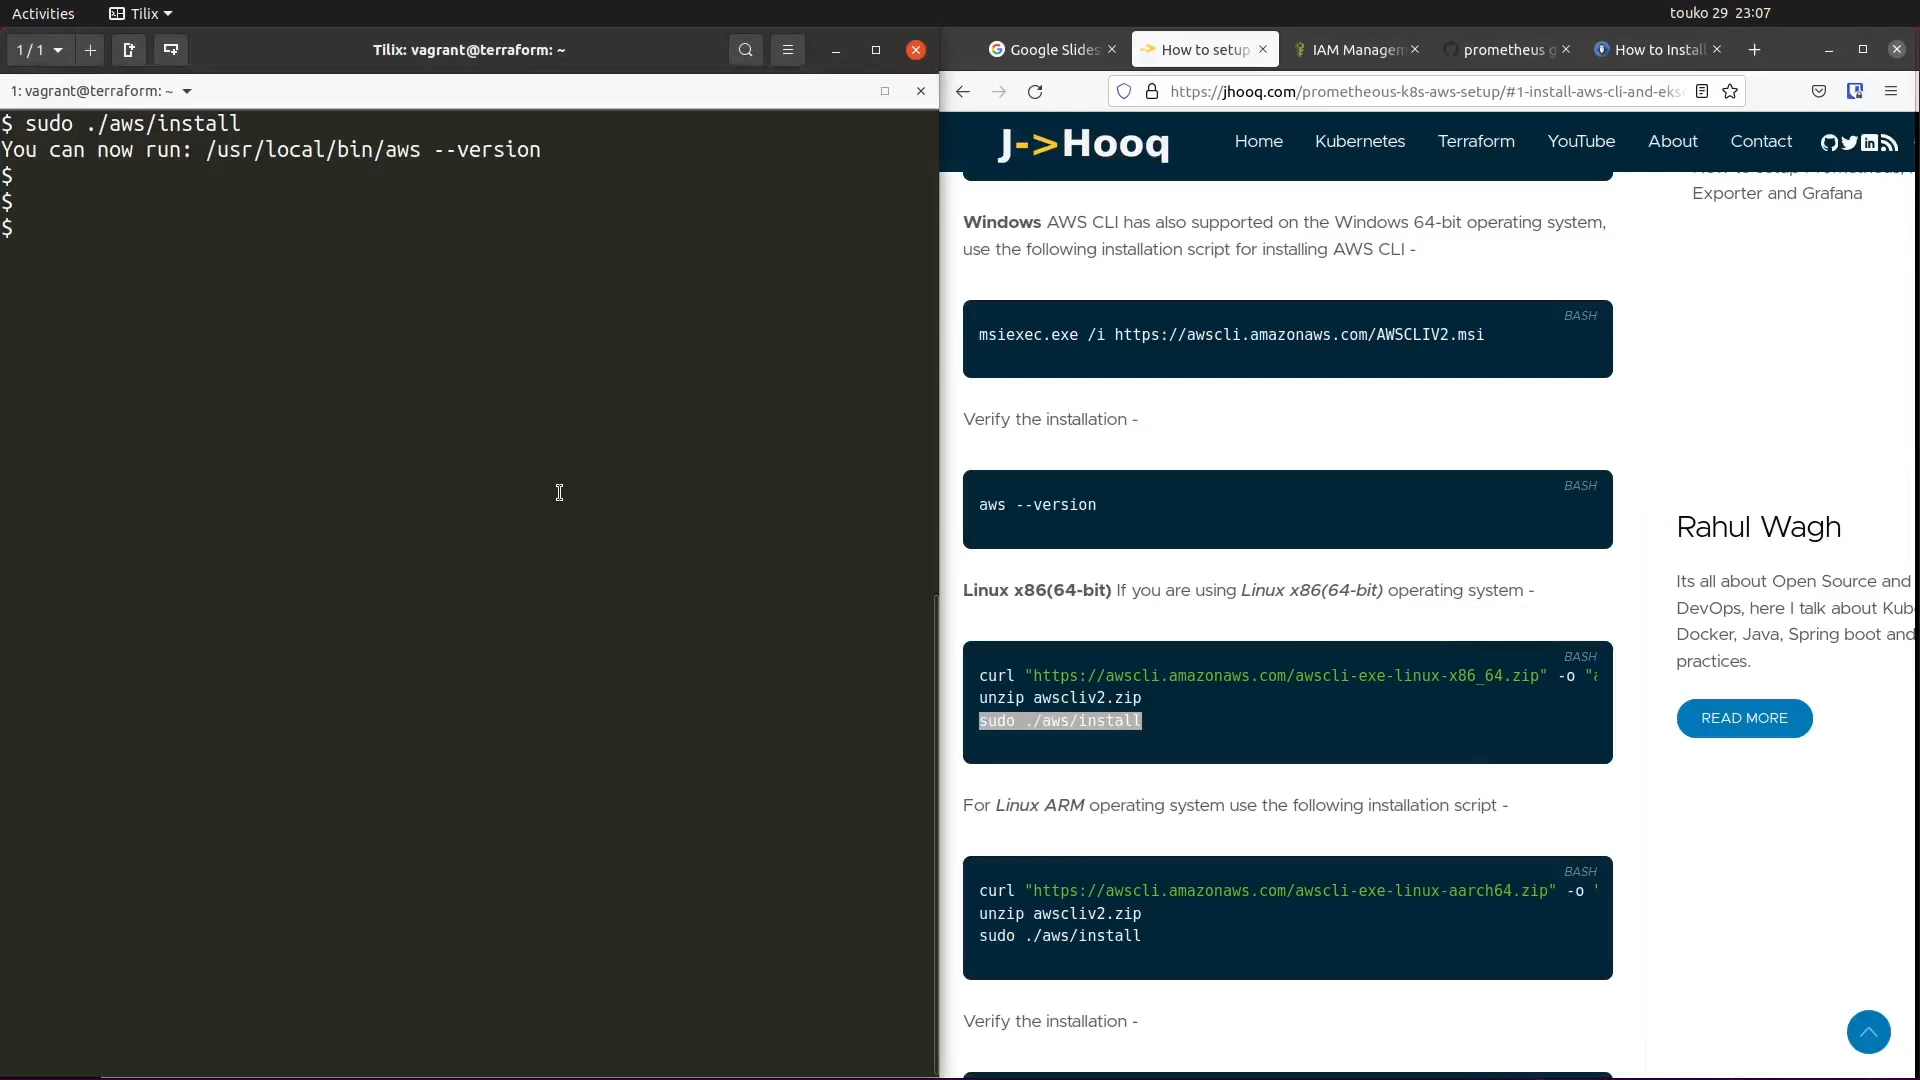 Activities
Tilix
touko 29 23:07
1 / 1
Tilix: vagrant@terraform: ~
Google Slides:
How to setup
IAM Managem
prometheus g
How to Install
1: vagrant@terraform: ~
https://jhooq.com/prometheous-k8s-aws-setup/#1-install-aws-cli-and-eks
$ sudo ./aws/install
You can now run: /usr/local/bin/aws --version
$
$
$
J->Hooq
Home
Kubernetes
Terraform
YouTube
About
Contact
Exporter and Grafana
Windows AWS CLI has also supported on the Windows 64-bit operating system,
use the following installation script for installing AWS CLI -
BASH
msiexec.exe /i https://awscli.amazonaws.com/AWSCLIV2.msi
Verify the installation -
BASH
aws --version
Linux x86(64-bit) If you are using Linux x86(64-bit) operating system -
BASH
curl "https://awscli.amazonaws.com/awscli-exe-linux-x86_64.zip" -o "a
unzip awscliv2.zip
sudo ./aws/install
For Linux ARM operating system use the following installation script -
BASH
curl "https://awscli.amazonaws.com/awscli-exe-linux-aarch64.zip" -o "
unzip awscliv2.zip
sudo ./aws/install
Verify the installation -
Rahul Wagh
Its all about Open Source and
DevOps, here I talk about Kub
Docker, Java, Spring boot and
practices.
READ MORE